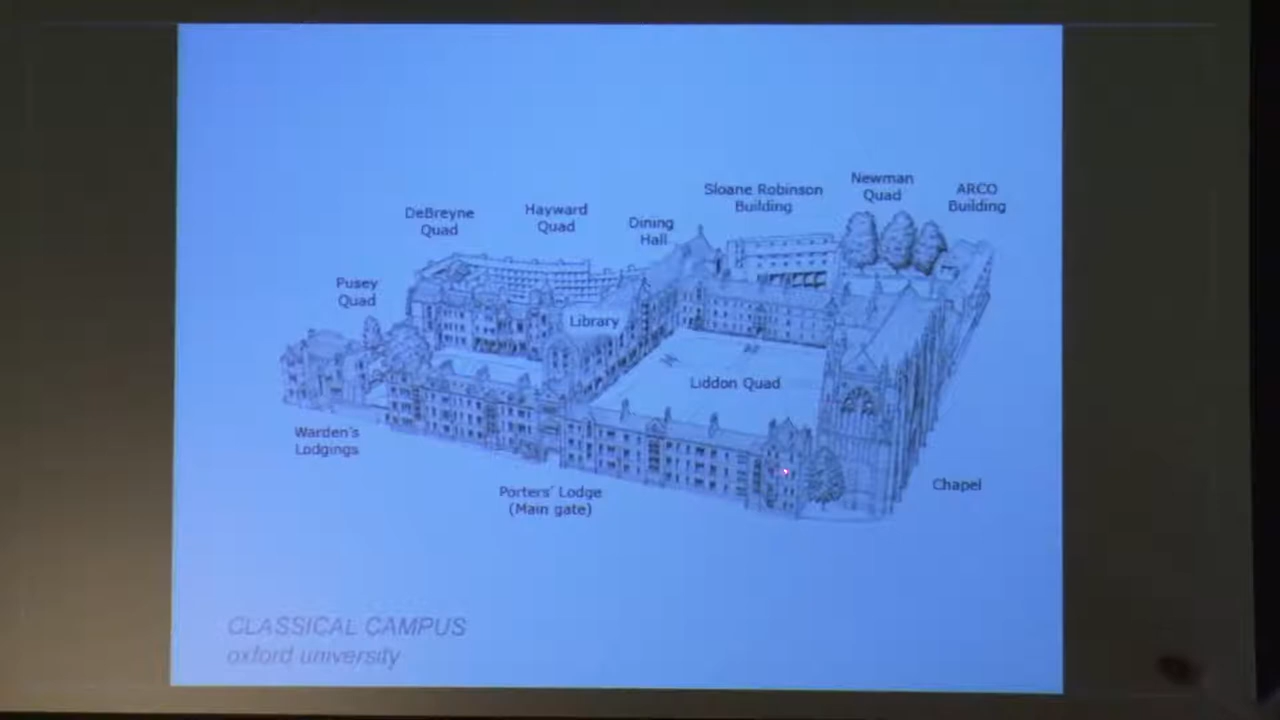 Newman
Quad
ARCO
Building
Sloane Robinson
Building
Hayward
Quad
DeBreyne
Quad
Dining
Hall
Pusey
Quad
Library
Liddon Quad
Warden's
Lodgings
Chapel
Porters' Lodge
(Main gate)
CLASSICAL CAMPUS
oxford university